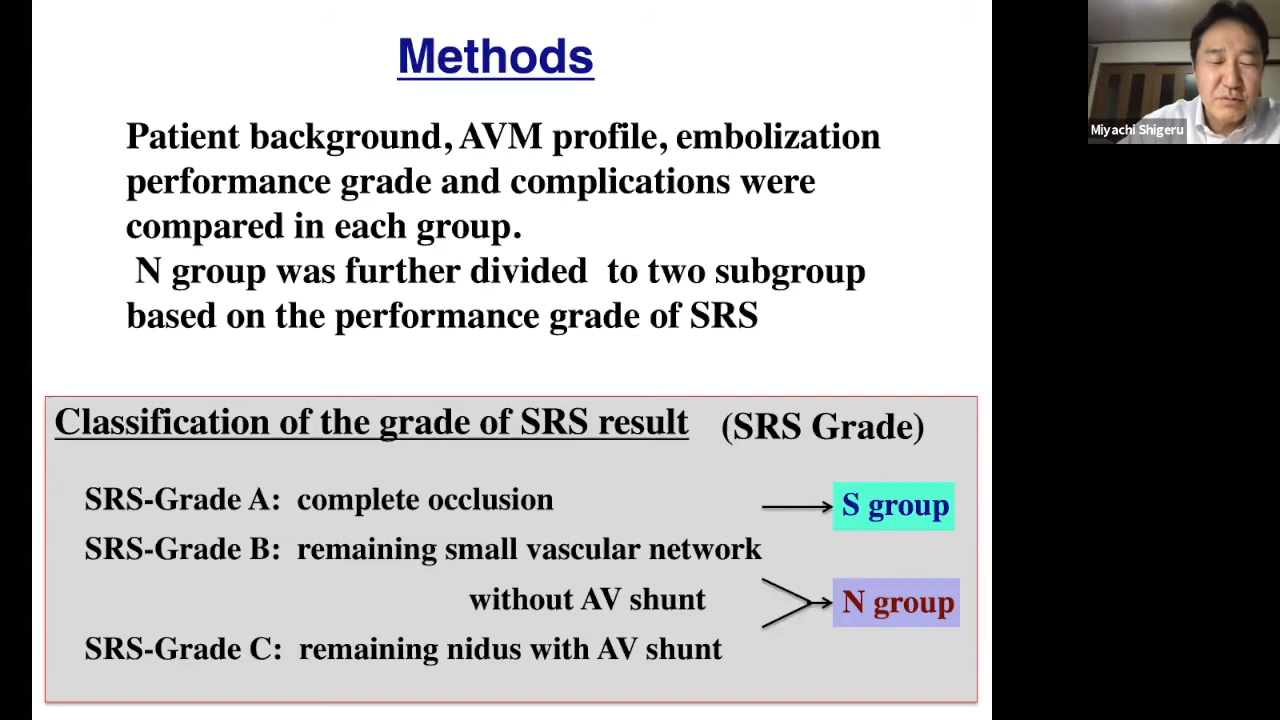 Methods
Miyachi Shigeru
Patient background, AVM profile, embolization
performance grade and complications were
compared in each group.
N group was further divided to two subgroup
based on the performance grade of SRS
Classification of the grade of SRS result (SRS Grade)
SRS-Grade A: complete occlusion
S group
SRS-Grade B: remaining small vascular network
without AV shunt
N group
SRS-Grade C: remaining nidus with AV shunt